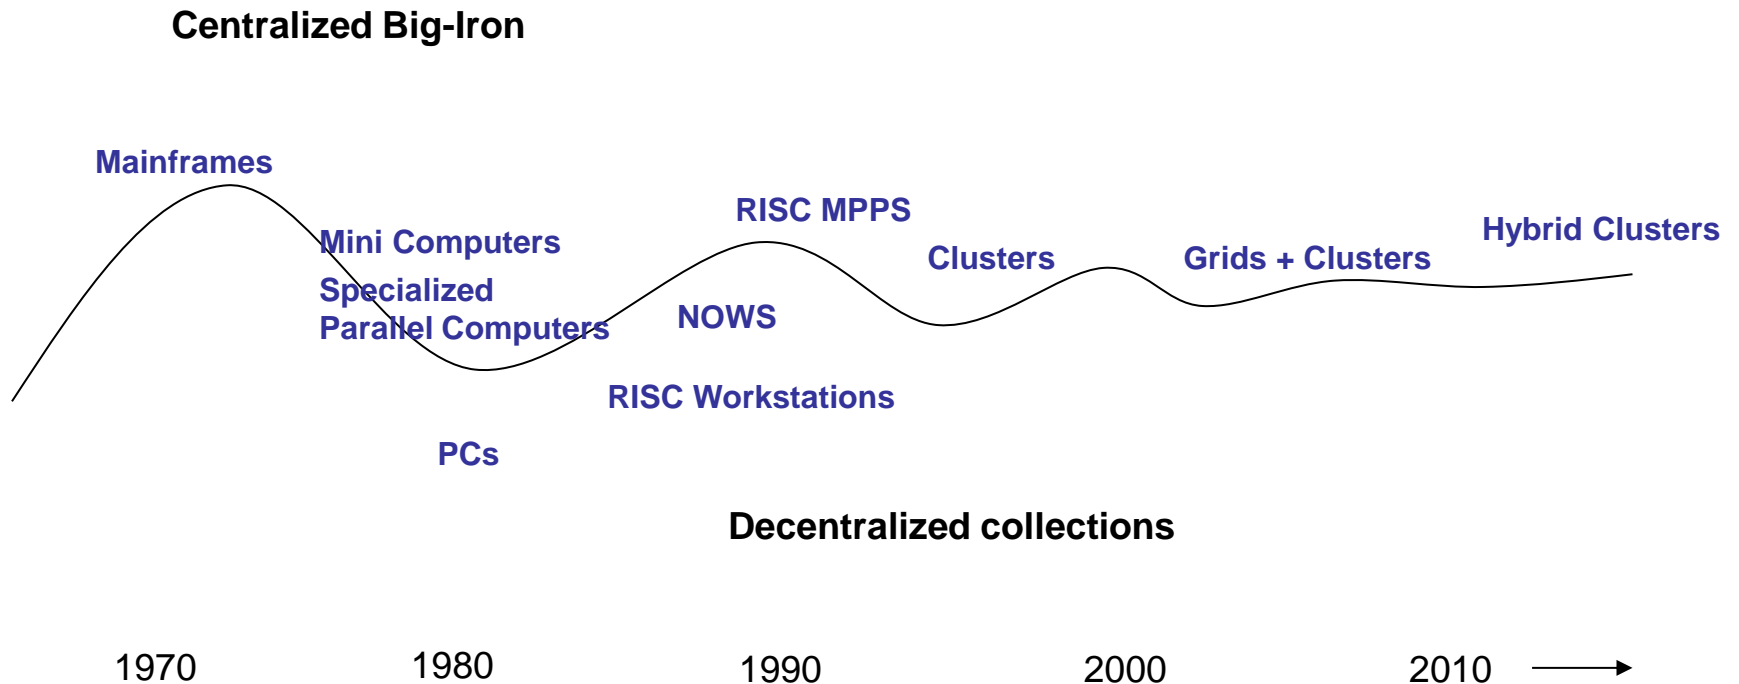 Centralized Big-Iron
Mainframes
Mini Computers
Specialized
Parallel Computers
PCs
RISC MPPS
NOWS
RISC Workstations
Clusters
Grids + Clusters
Hybrid Clusters
Decentralized collections
1970
1980
1990
2000
2010